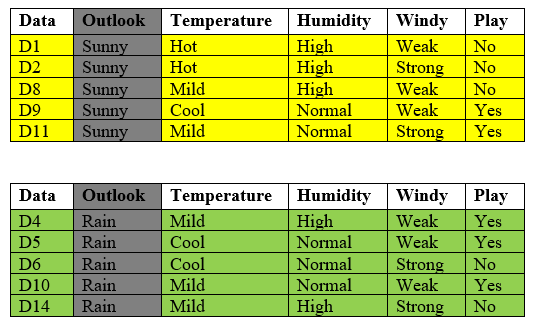 Data Outlook Temperature Humidity Windy Play
D1 Sunny Hot High Weak No
D2 Sunny Hot High Strong No
D8 Sunny Mild High Weak No
D9 Sunny Cool Normal Weak Yes
D11 Sunny Mild Normal Strong Yes
Data Outlook Temperature Humidity Windy Play
D4 Rain Mild High Weak Yes
D5 Rain Cool Normal Weak Yes
D6 Rain Cool Normal Strong No
D10 Rain Mild Normal Weak Yes
D14 Rain Mild High Strong No